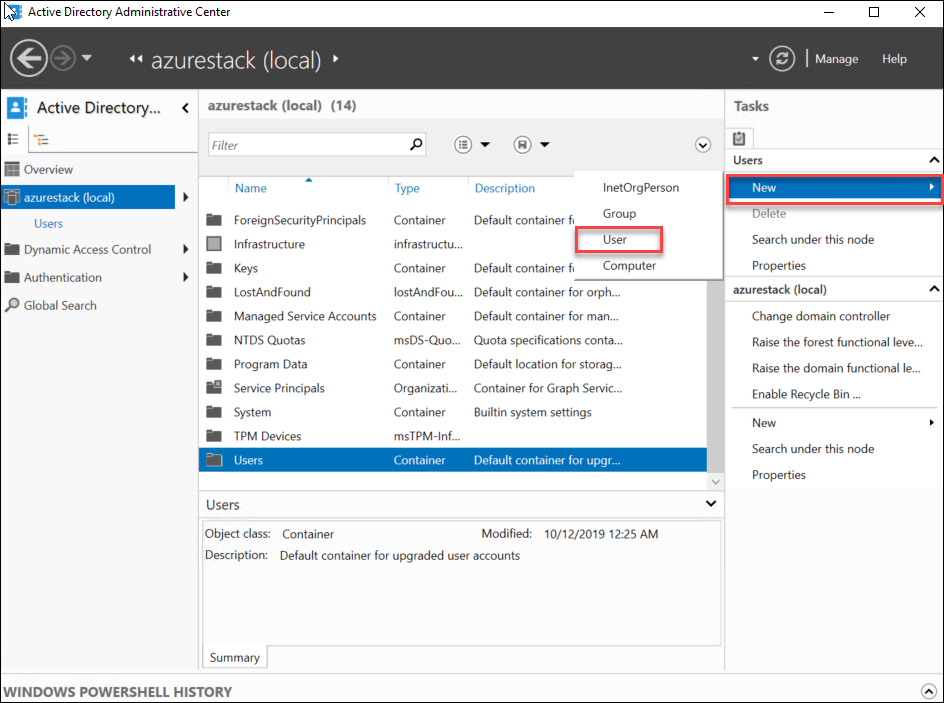 Active Directory Administrative Center
azurestack (local)
Manage
Help
Active Directory...
Overview
azurestack (local)
Users
Dynamic Access Control
Authentication
Global Search
azurestack (local) (14)
Filter
Name Type Description
ForeignSecurityPrincipals Container Default container for f
Infrastructure infrastructu...
Keys Container Default container fo
LostAndFound lostAndFou... Default container for orph...
Managed Service Accounts Container Default container for man...
NTDS Quotas msDS-Quo... Quota specifications conta...
Program Data Container Default location for storag...
Service Principals Organizati... Container for Graph Servic...
System Container Builtin system settings
TPM Devices msTPM-Inf...
Users Container Default container for upgr...
InetOrgPerson
Group
User
Computer
Users
Object class: Container Modified: 10/12/2019 12:25 AM
Description: Default container for upgraded user accounts
Summary
Tasks
Users
New
Delete
Search under this node
Properties
azurestack (local)
Change domain controller
Raise the forest functional leve...
Raise the domain functional le...
Enable Recycle Bin ...
New
Search under this node
Properties
WINDOWS POWERSHELL HISTORY